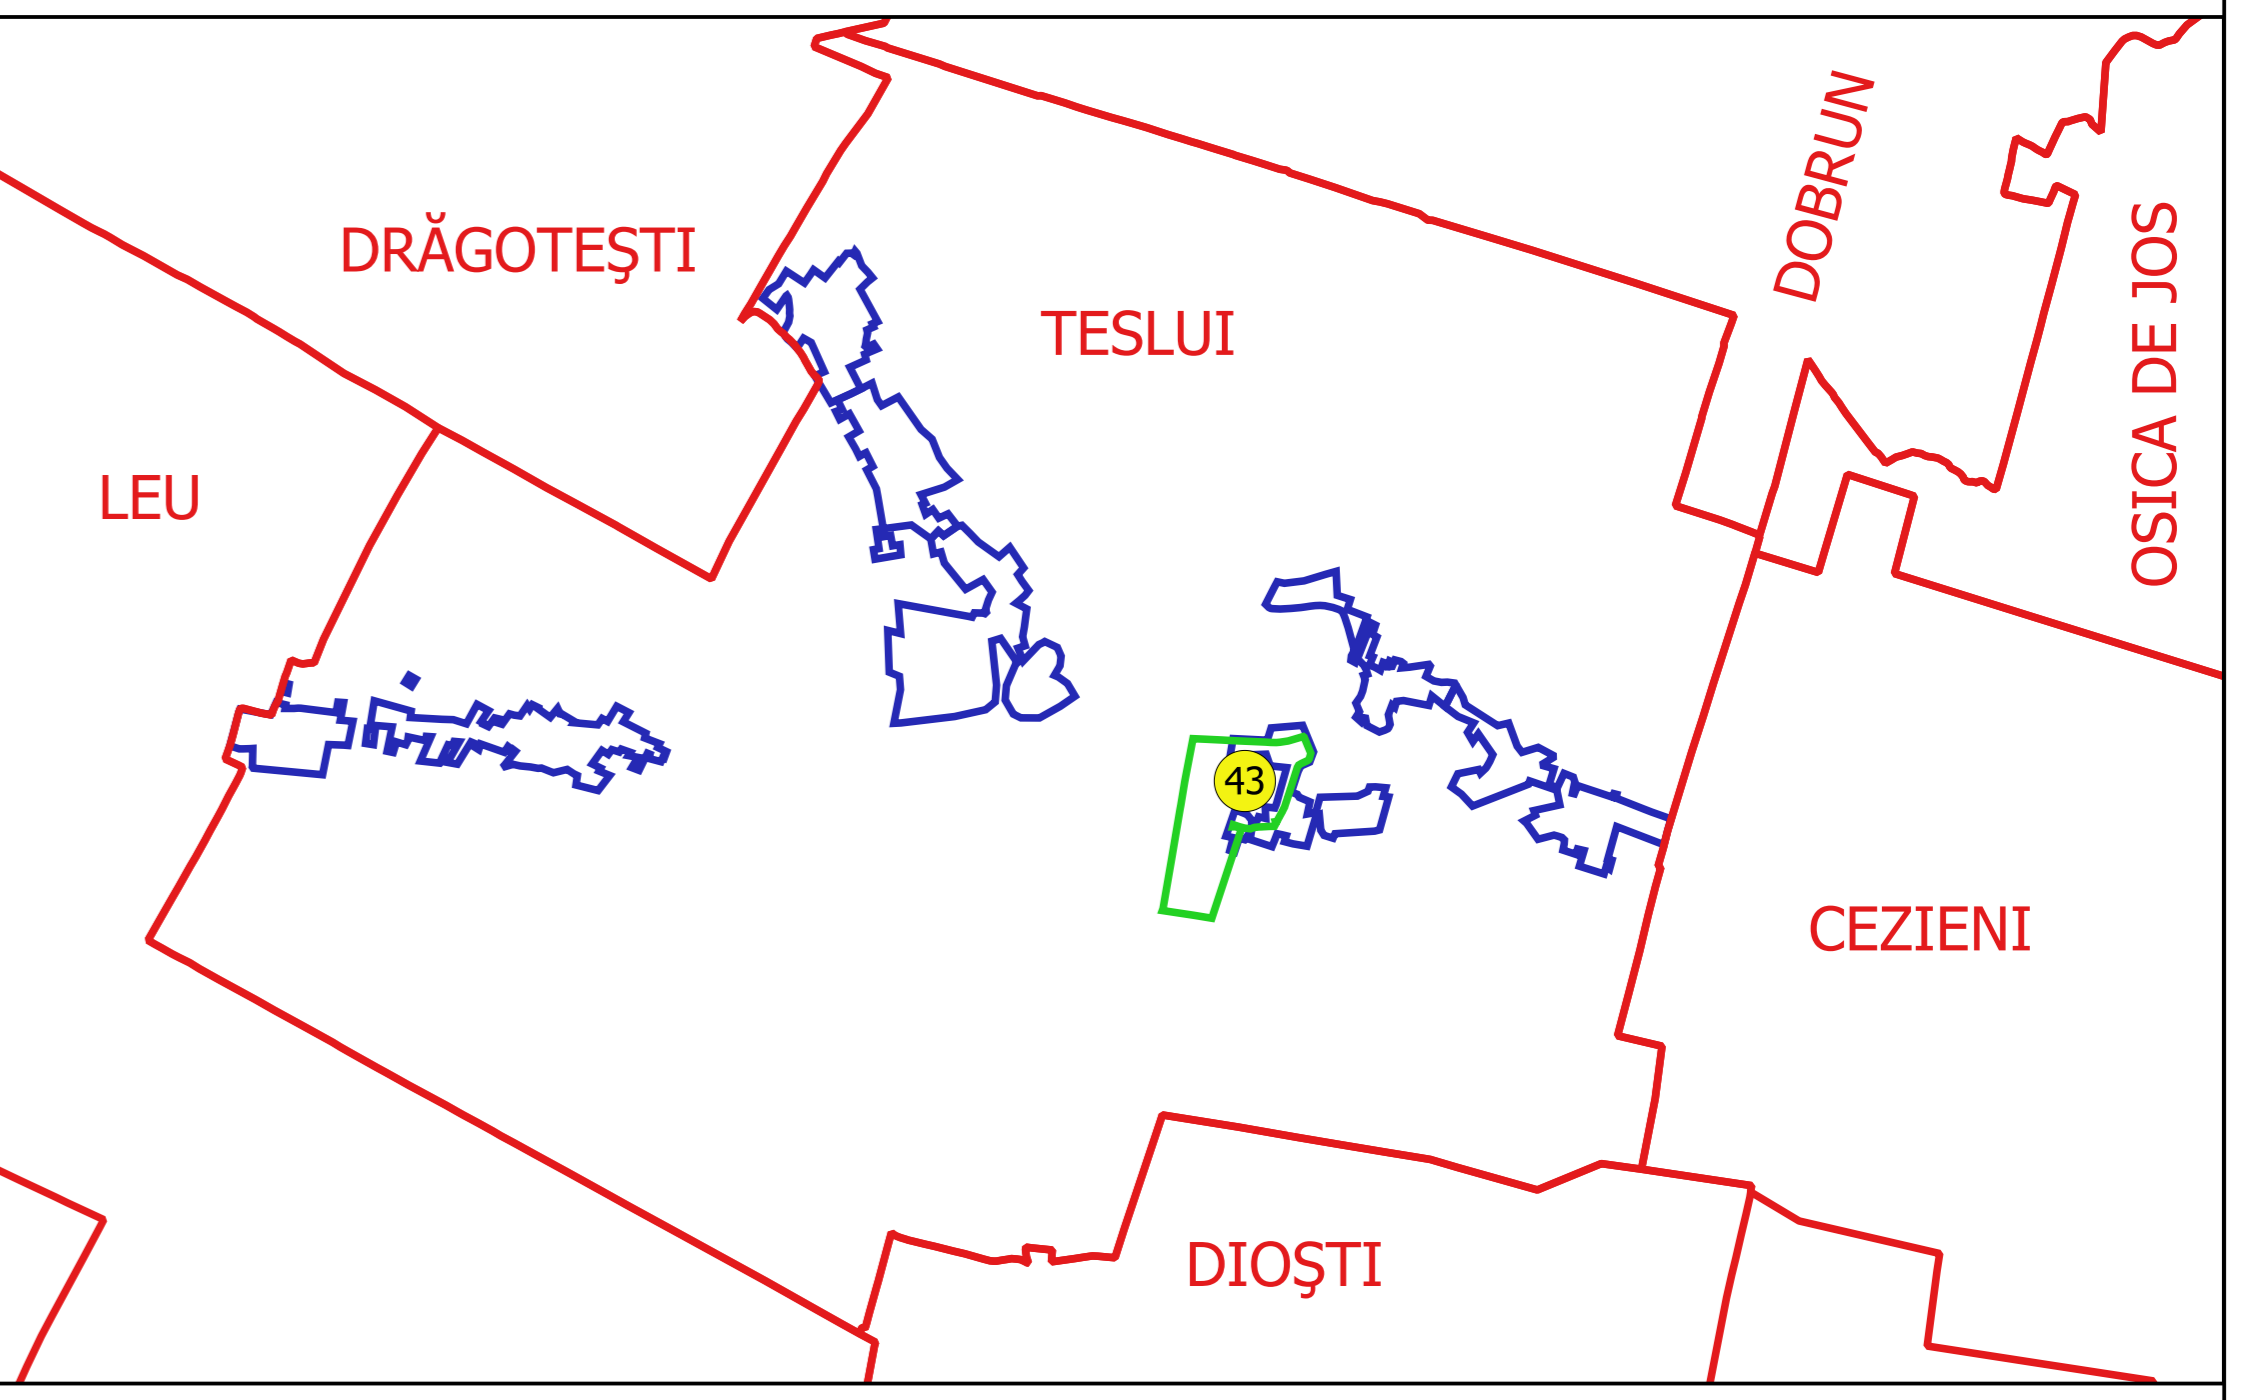 DOBRUN
DRĂGOTEŞTI
TESLUI
OSICA DE JOS
LEU
43
CEZIENI
DIOŞTI